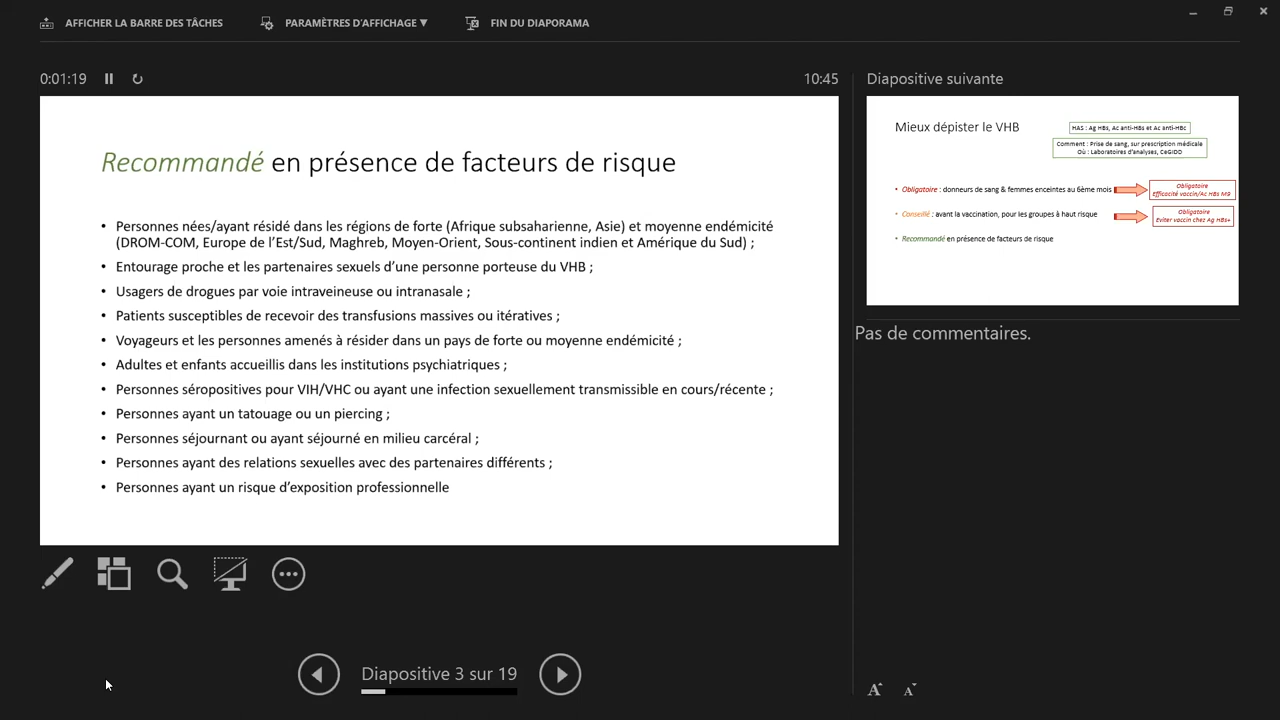 AFFICHER LA BARRE DES TÂCHES
PARAMÈTRES D'AFFICHAGE ▼
FIN DU DIAPORAMA
0:01:19
10:45
Recommandé en présence de facteurs de risque
• Personnes nées/ayant résidé dans les régions de forte (Afrique subsaharienne, Asie) et moyenne endémicité
(DROM-COM, Europe de l'Est/Sud, Maghreb, Moyen-Orient, Sous-continent indien et Amérique du Sud) ;
• Entourage proche et les partenaires sexuels d'une personne porteuse du VHB ;
• Usagers de drogues par voie intraveineuse ou intranasale ;
• Patients susceptibles de recevoir des transfusions massives ou itératives ;
• Voyageurs et les personnes amenés à résider dans un pays de forte ou moyenne endémicité ;
• Adultes et enfants accueillis dans les institutions psychiatriques ;
• Personnes séropositives pour VIH/VHC ou ayant une infection sexuellement transmissible en cours/récente ;
• Personnes ayant un tatouage ou un piercing ;
• Personnes séjournant ou ayant séjourné en milieu carcéral ;
• Personnes ayant des relations sexuelles avec des partenaires différents ;
• Personnes ayant un risque d'exposition professionnelle
Diapositive 3 sur 19
Diapositive suivante
Mieux dépister le VHB
HAS : Ag HBs, Ac anti-HBs et Ac anti-HBc
Comment : Prise de sang, sur prescription médicale
Où : Laboratoires d'analyses, CeGIDD
• Obligatoire : donneurs de sang & femmes enceintes au 6ème mois
Obligatoire
Efficacité vaccin/Ac HBs M9
• Conseillé : avant la vaccination, pour les groupes à haut risque
Obligatoire
Eviter vaccin chez Ag HBs+
• Recommandé en présence de facteurs de risque
Pas de commentaires.
A A